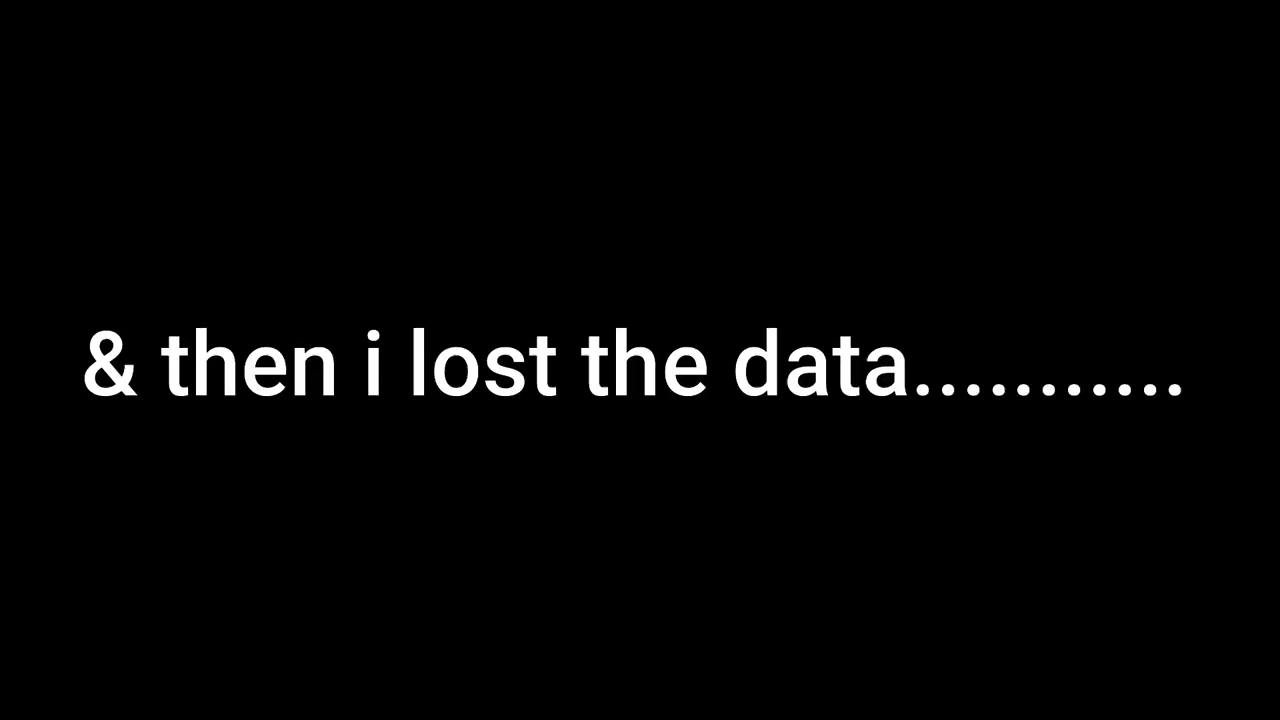 & then i lost the data...........